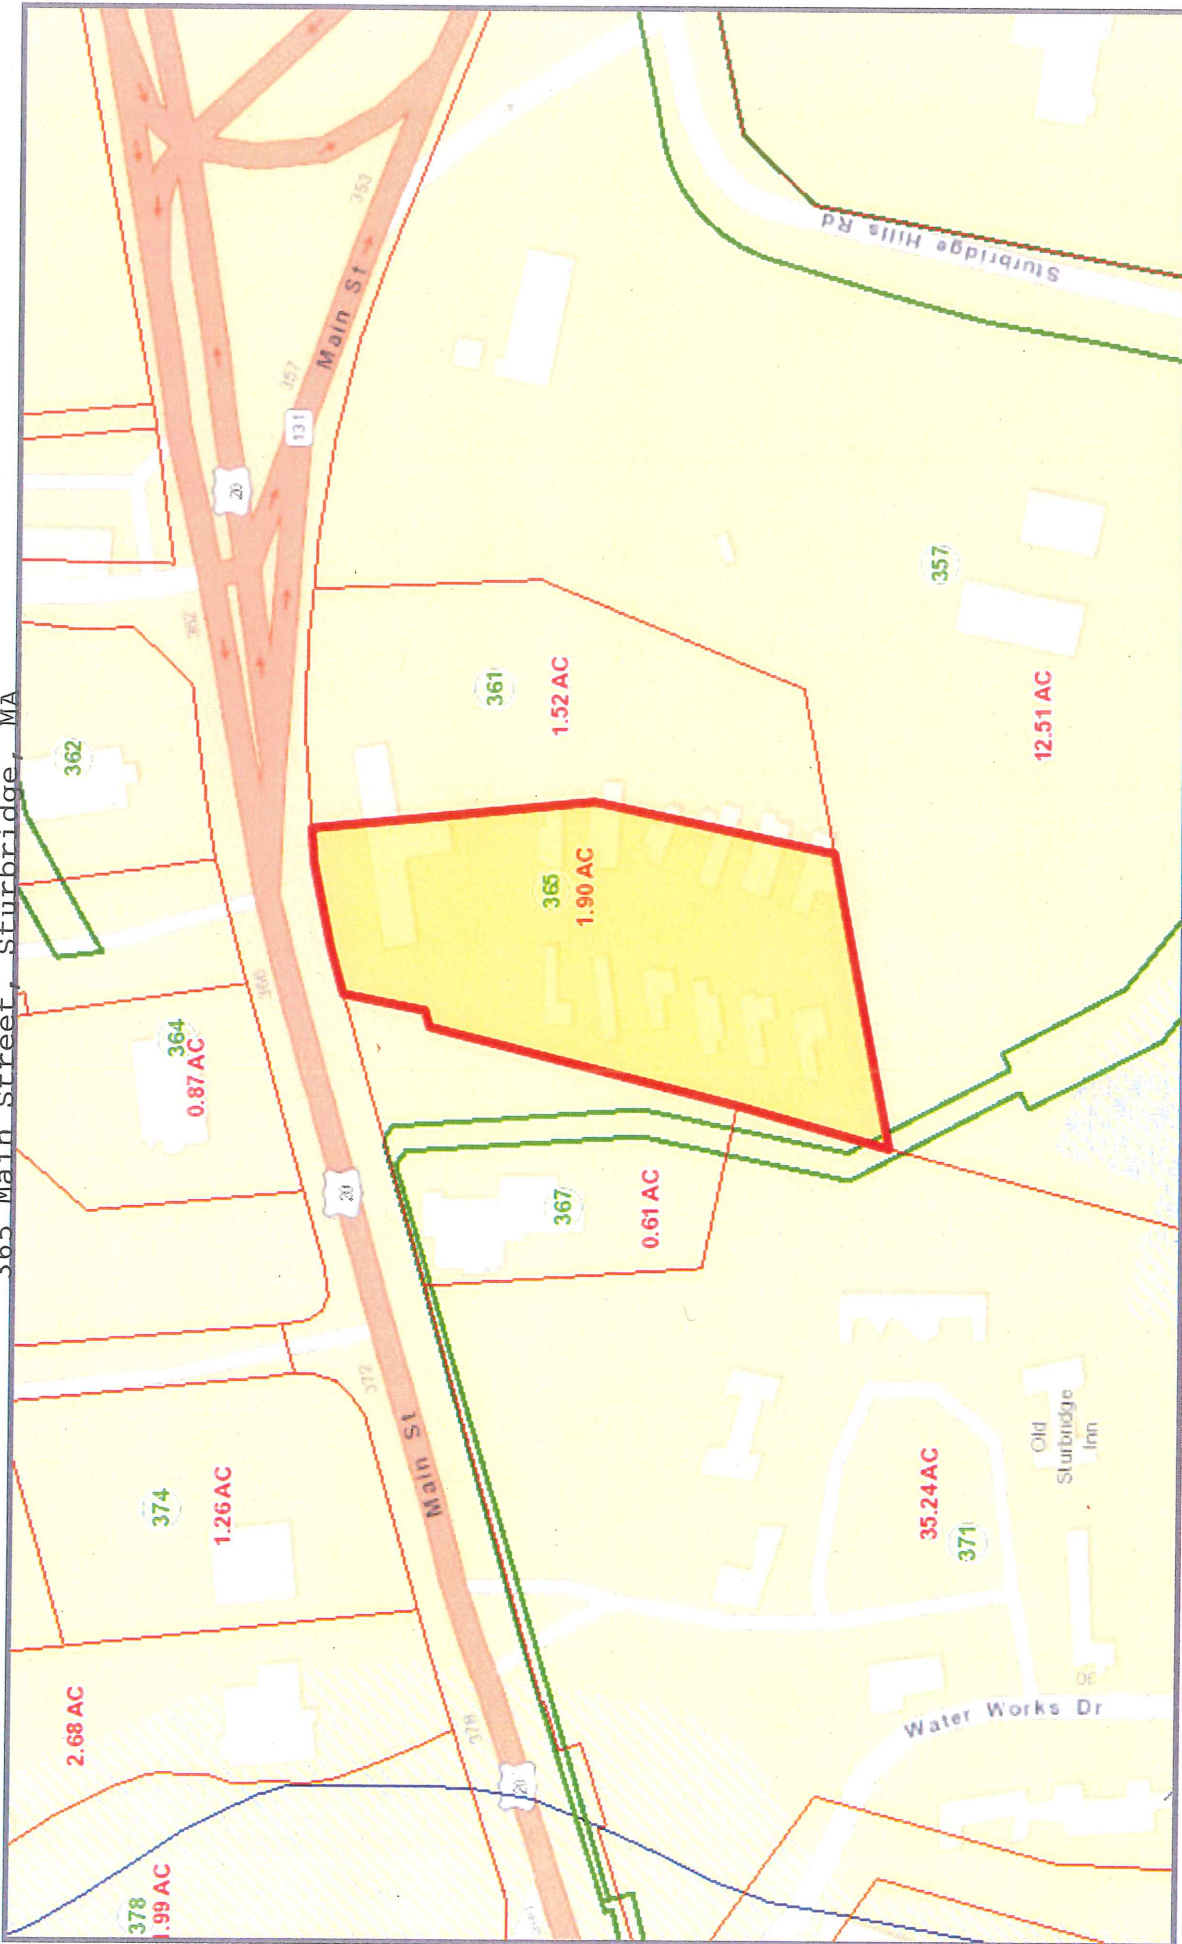 365 Main Street, Sturbridge, MA
378
1.99 AC
2.68 AC
374
1.26 AC
364
0.87 AC
362
378
20
Main St
372
20
366
362
20
131
357
Main St
353
367
0.61 AC
365
1.90 AC
361
1.52 AC
357
12.51 AC
Sturbridge Hills Rd
35.24 AC
371
Old
Sturbridge
Inn
Water Works Dr